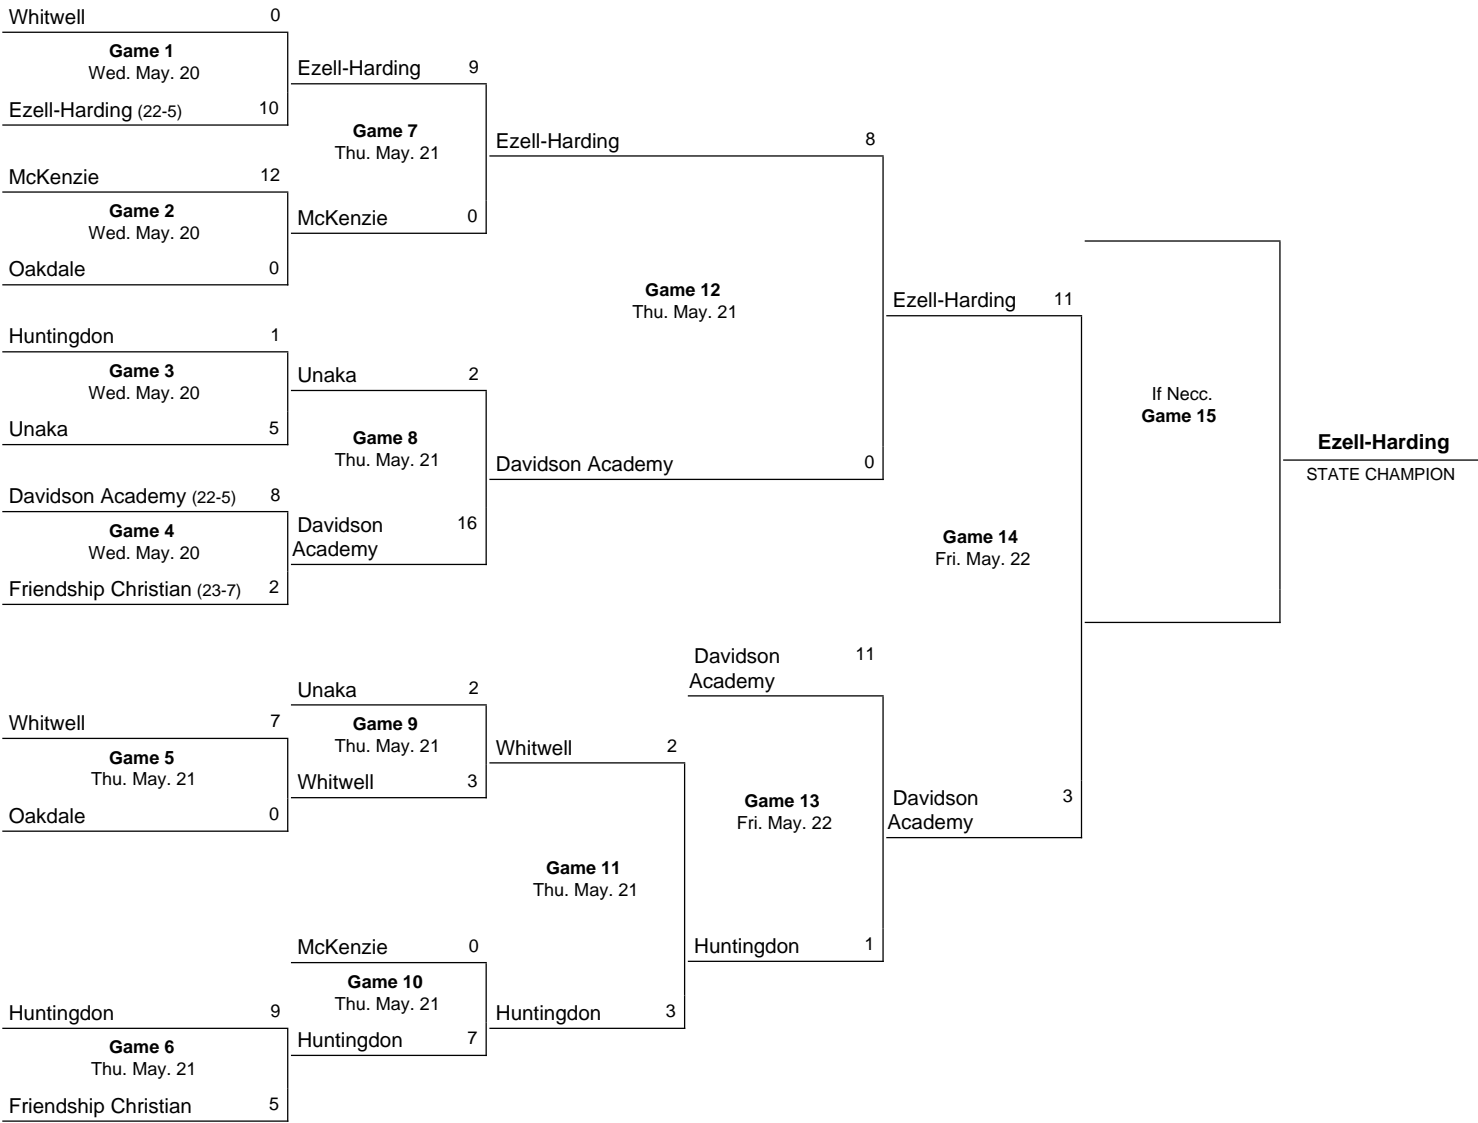 Whitwell 0
Game 1
Wed. May. 20
Ezell-Harding (22-5) 10
McKenzie 12
Game 2
Wed. May. 20
Oakdale 0
Huntingdon 1
Game 3
Wed. May. 20
Unaka 5
Davidson Academy (22-5) 8
Game 4
Wed. May. 20
Friendship Christian (23-7) 2
Whitwell 7
Game 5
Thu. May. 21
Oakdale 0
Huntingdon 9
Game 6
Thu. May. 21
Friendship Christian 5
Ezell-Harding 9
Game 7
Thu. May. 21
McKenzie 0
Unaka 2
Game 8
Thu. May. 21
Davidson 16
Academy
Unaka 2
Game 9
Thu. May. 21
Whitwell 3
McKenzie 0
Game 10
Thu. May. 21
Huntingdon 7
Ezell-Harding 8
Game 12
Thu. May. 21
Davidson Academy 0
Whitwell 2
Game 11
Thu. May. 21
Huntingdon 3
Davidson 11
Academy
Game 13
Fri. May. 22
Huntingdon 1
Ezell-Harding 11
Game 14
Fri. May. 22
Davidson 3
Academy
If Necc.
Game 15
Ezell-Harding
STATE CHAMPION